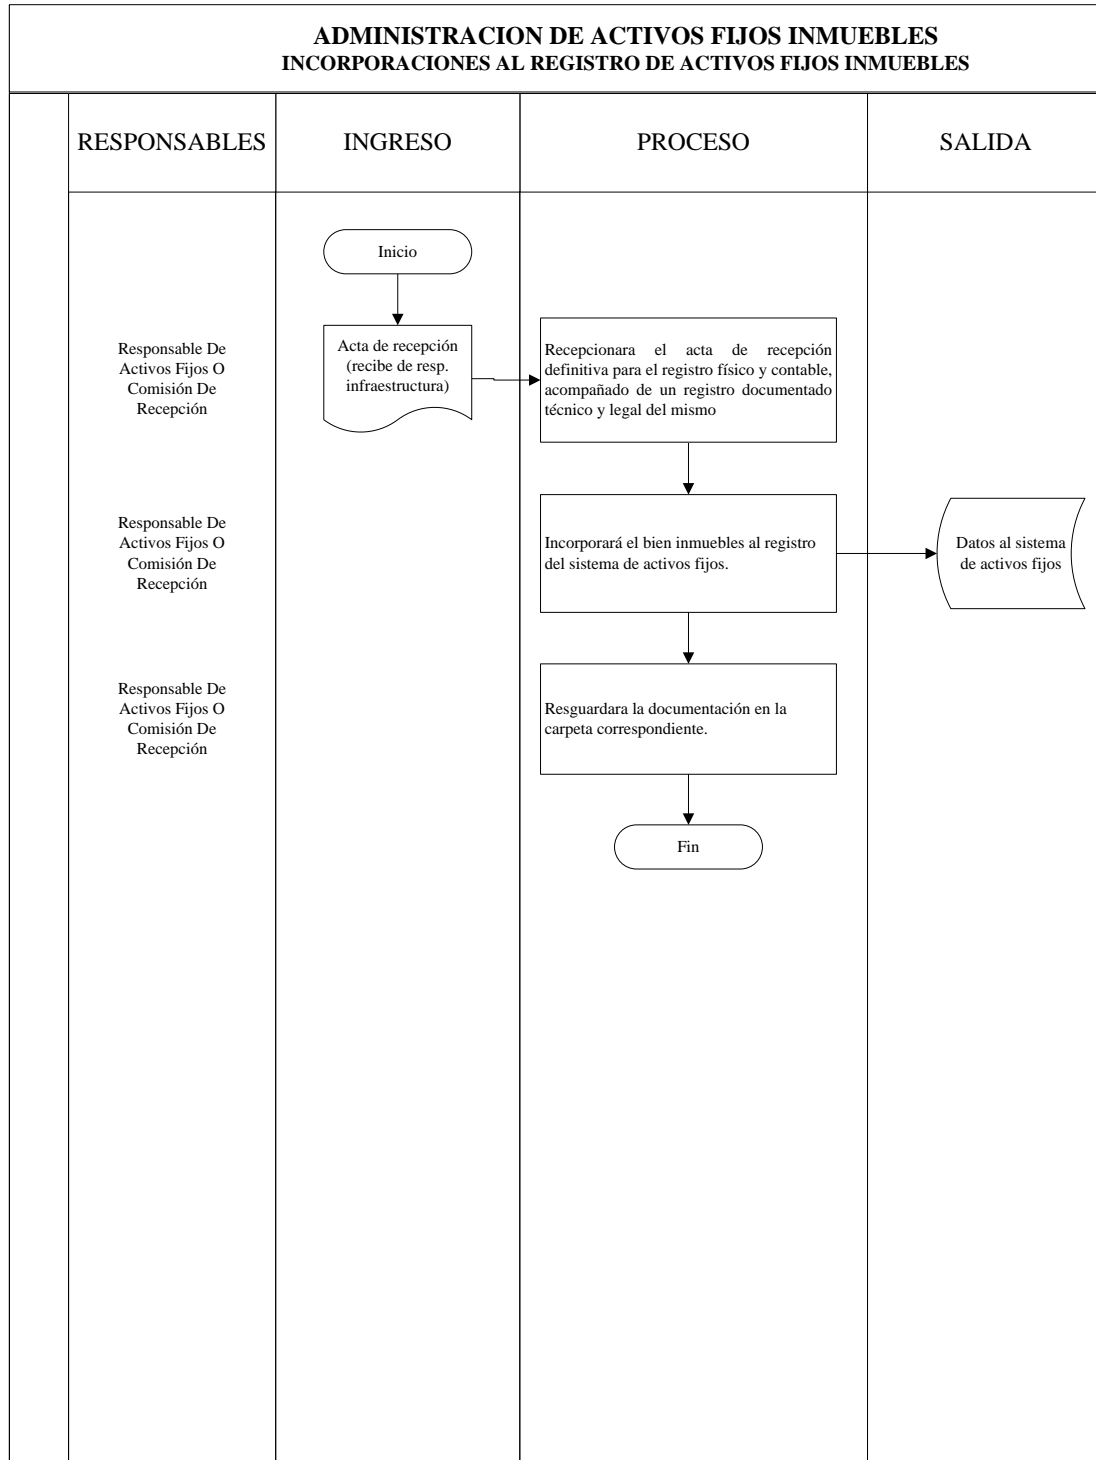 ADMINISTRACION DE ACTIVOS FIJOS INMUEBLES
INCORPORACIONES AL REGISTRO DE ACTIVOS FIJOS INMUEBLES
RESPONSABLES
INGRESO
PROCESO
SALIDA
Inicio
Responsable De
Activos Fijos O
Comisión De
Recepción
Acta de recepción
(recibe de resp.
infraestructura)
Recepcionara el acta de recepción
definitiva para el registro físico y contable,
acompañado de un registro documentado
técnico y legal del mismo
Responsable De
Activos Fijos O
Comisión De
Recepción
Incorporará el bien inmuebles al registro
del sistema de activos fijos.
Datos al sistema
de activos fijos
Responsable De
Activos Fijos O
Comisión De
Recepción
Resguardara la documentación en la
carpeta correspondiente.
Fin